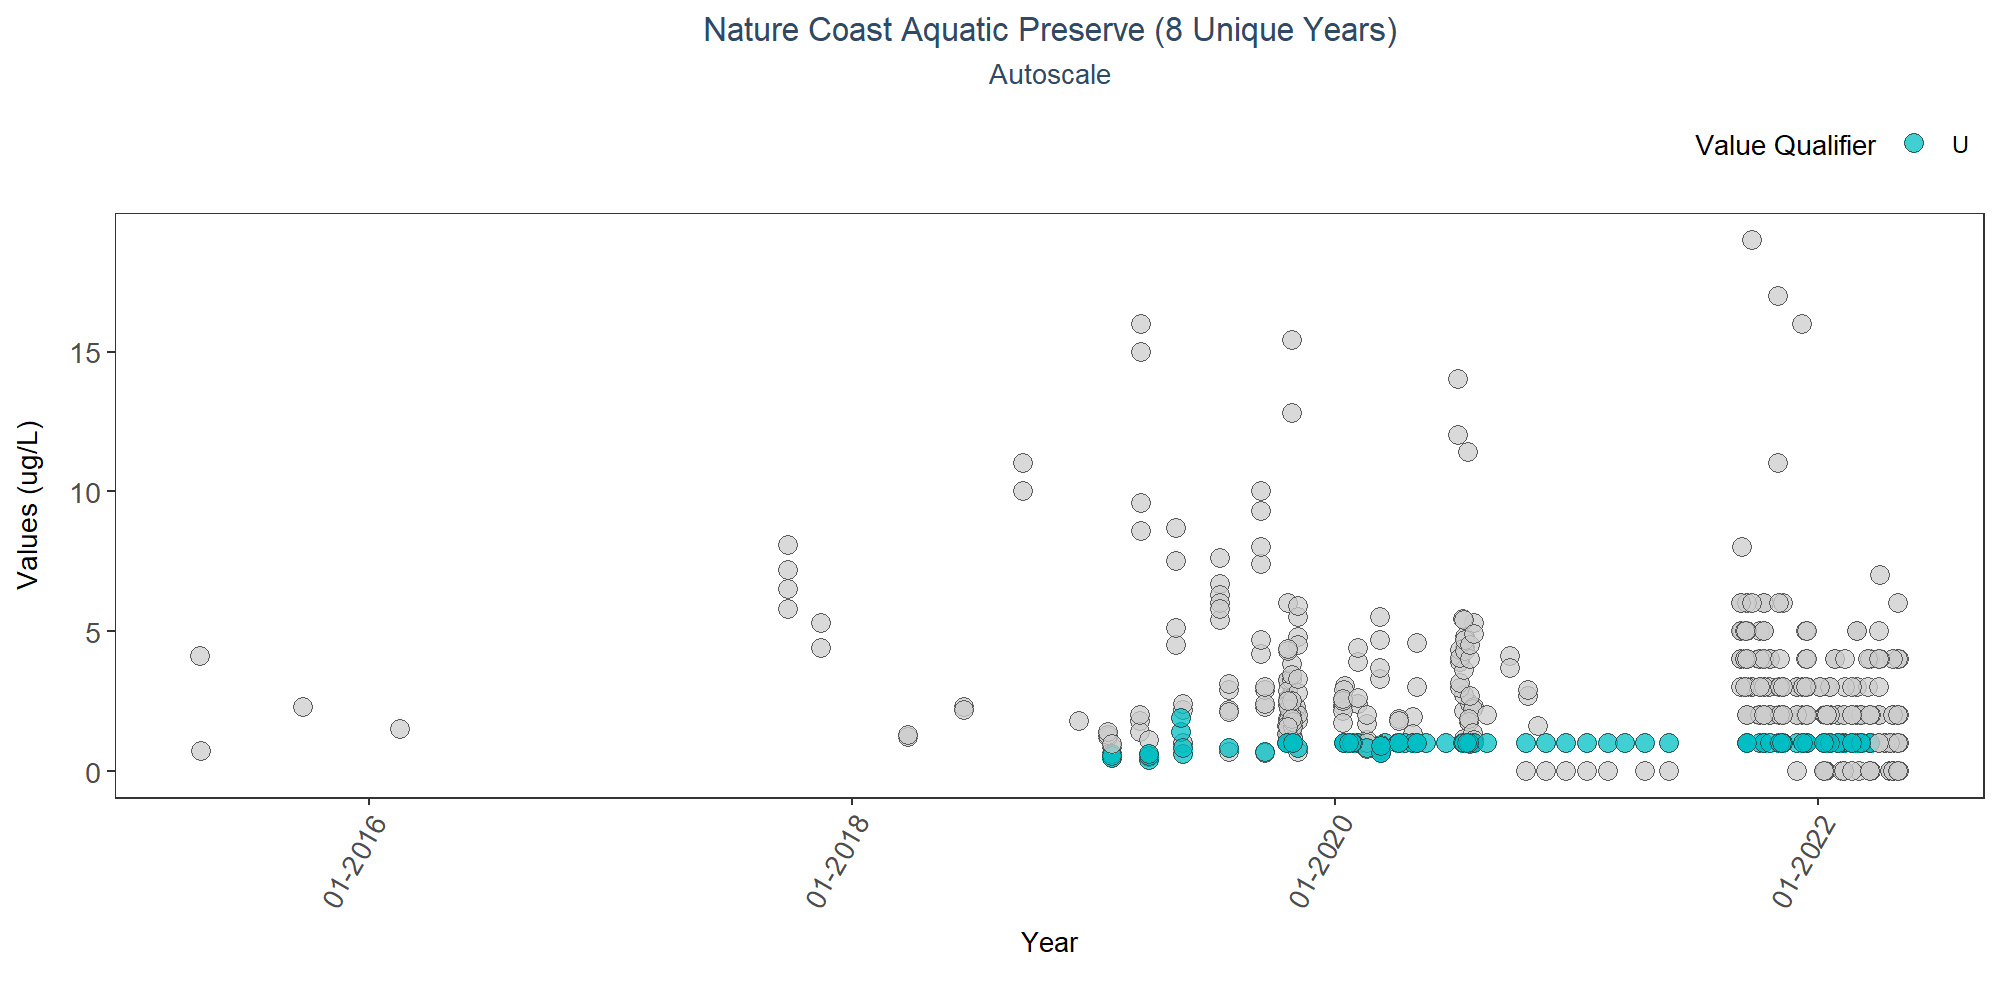 Nature Coast Aquatic Preserve (8 Unique Years)
Autoscale
Value Qualifier U
Values (ug/L)
15
10
5
0
01-2016
01-2018
01-2020
01-2022
Year